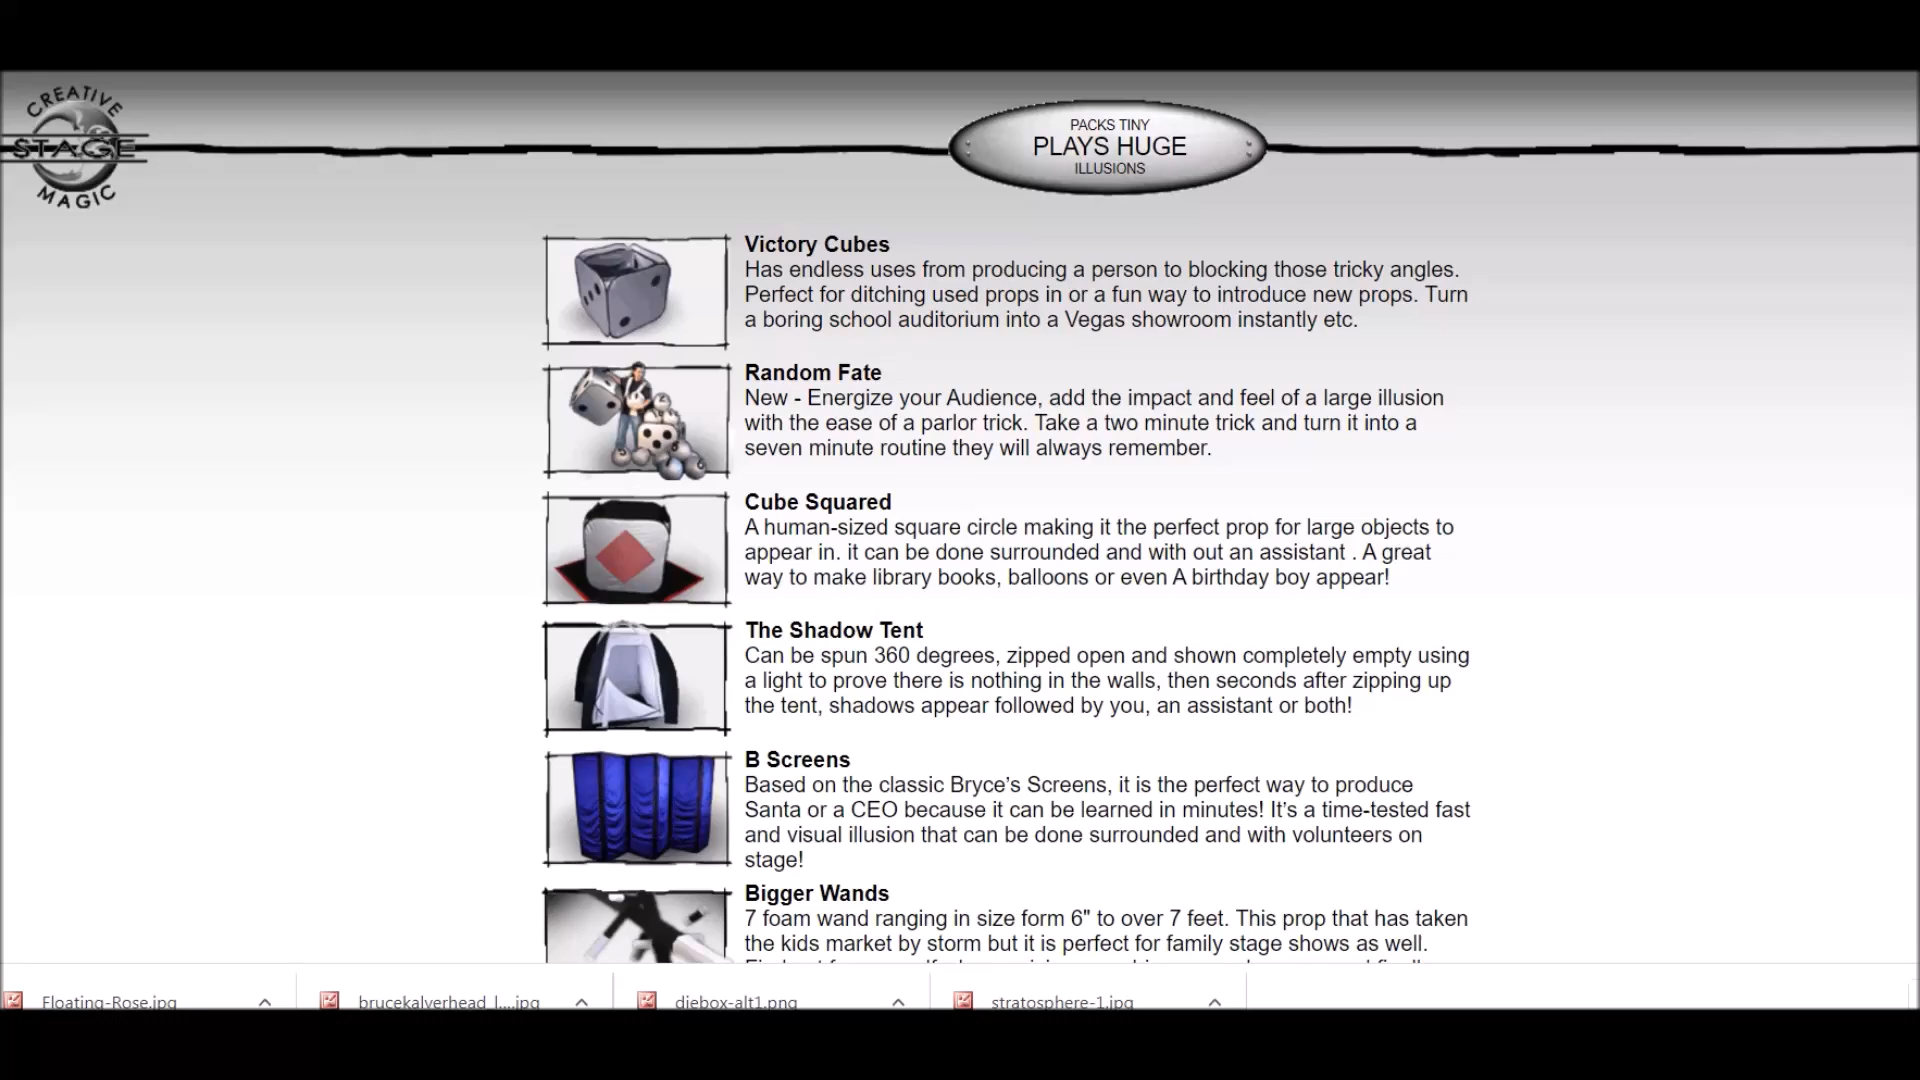 CREATIVE
STAGE
MAGIC
PACKS TINY
PLAYS HUGE
ILLUSIONS
Victory Cubes
Has endless uses from producing a person to blocking those tricky angles.
Perfect for ditching used props in or a fun way to introduce new props. Turn
a boring school auditorium into a Vegas showroom instantly etc.
Random Fate
New - Energize your Audience, add the impact and feel of a large illusion
with the ease of a parlor trick. Take a two minute trick and turn it into a
seven minute routine they will always remember.
Cube Squared
A human-sized square circle making it the perfect prop for large objects to
appear in. it can be done surrounded and with out an assistant . A great
way to make library books, balloons or even A birthday boy appear!
The Shadow Tent
Can be spun 360 degrees, zipped open and shown completely empty using
a light to prove there is nothing in the walls, then seconds after zipping up
the tent, shadows appear followed by you, an assistant or both!
B Screens
Based on the classic Bryce’s Screens, it is the perfect way to produce
Santa or a CEO because it can be learned in minutes! It’s a time-tested fast
and visual illusion that can be done surrounded and with volunteers on
stage!
Bigger Wands
7 foam wand ranging in size form 6" to over 7 feet. This prop that has taken
the kids market by storm but it is perfect for family stage shows as well.
Floating-Rose.jpg
brucekalverhead_l....jpg
diebox-alt1.png
stratosphere-1.jpg